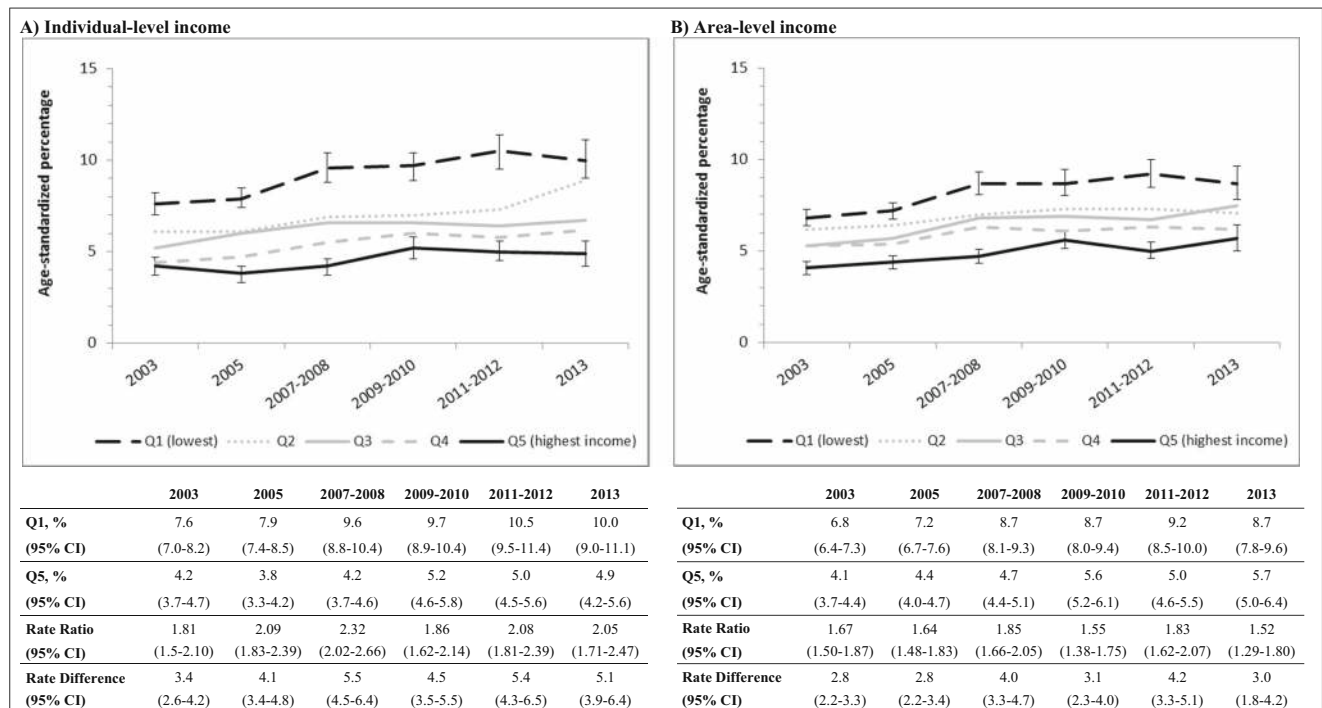 A) Individual-level income
15
10
5
0
Age-standardized percentage
2003
2005
2007-2008
2009-2010
2011-2012
2013
Q1 (lowest) Q2 Q3 Q4 Q5 (highest income)
2003 2005 2007-2008 2009-2010 2011-2012 2013
Q1, % 7.6 7.9 9.6 9.7 10.5 10.0
(95% CI) (7.0-8.2) (7.4-8.5) (8.8-10.4) (8.9-10.4) (9.5-11.4) (9.0-11.1)
Q5, % 4.2 3.8 4.2 5.2 5.0 4.9
(95% CI) (3.7-4.7) (3.3-4.2) (3.7-4.6) (4.6-5.8) (4.5-5.6) (4.2-5.6)
Rate Ratio 1.81 2.09 2.32 1.86 2.08 2.05
(95% CI) (1.5-2.10) (1.83-2.39) (2.02-2.66) (1.62-2.14) (1.81-2.39) (1.71-2.47)
Rate Difference 3.4 4.1 5.5 4.5 5.4 5.1
(95% CI) (2.6-4.2) (3.4-4.8) (4.5-6.4) (3.5-5.5) (4.3-6.5) (3.9-6.4)
B) Area-level income
15
10
5
0
Age-standardized percentage
2003
2005
2007-2008
2009-2010
2011-2012
2013
Q1 (lowest) Q2 Q3 Q4 Q5 (highest income)
2003 2005 2007-2008 2009-2010 2011-2012 2013
Q1, % 6.8 7.2 8.7 8.7 9.2 8.7
(95% CI) (6.4-7.3) (6.7-7.6) (8.1-9.3) (8.0-9.4) (8.5-10.0) (7.8-9.6)
Q5, % 4.1 4.4 4.7 5.6 5.0 5.7
(95% CI) (3.7-4.4) (4.0-4.7) (4.4-5.1) (5.2-6.1) (4.6-5.5) (5.0-6.4)
Rate Ratio 1.67 1.64 1.85 1.55 1.83 1.52
(95% CI) (1.50-1.87) (1.48-1.83) (1.66-2.05) (1.38-1.75) (1.62-2.07) (1.29-1.80)
Rate Difference 2.8 2.8 4.0 3.1 4.2 3.0
(95% CI) (2.2-3.3) (2.2-3.4) (3.3-4.7) (2.3-4.0) (3.3-5.1) (1.8-4.2)